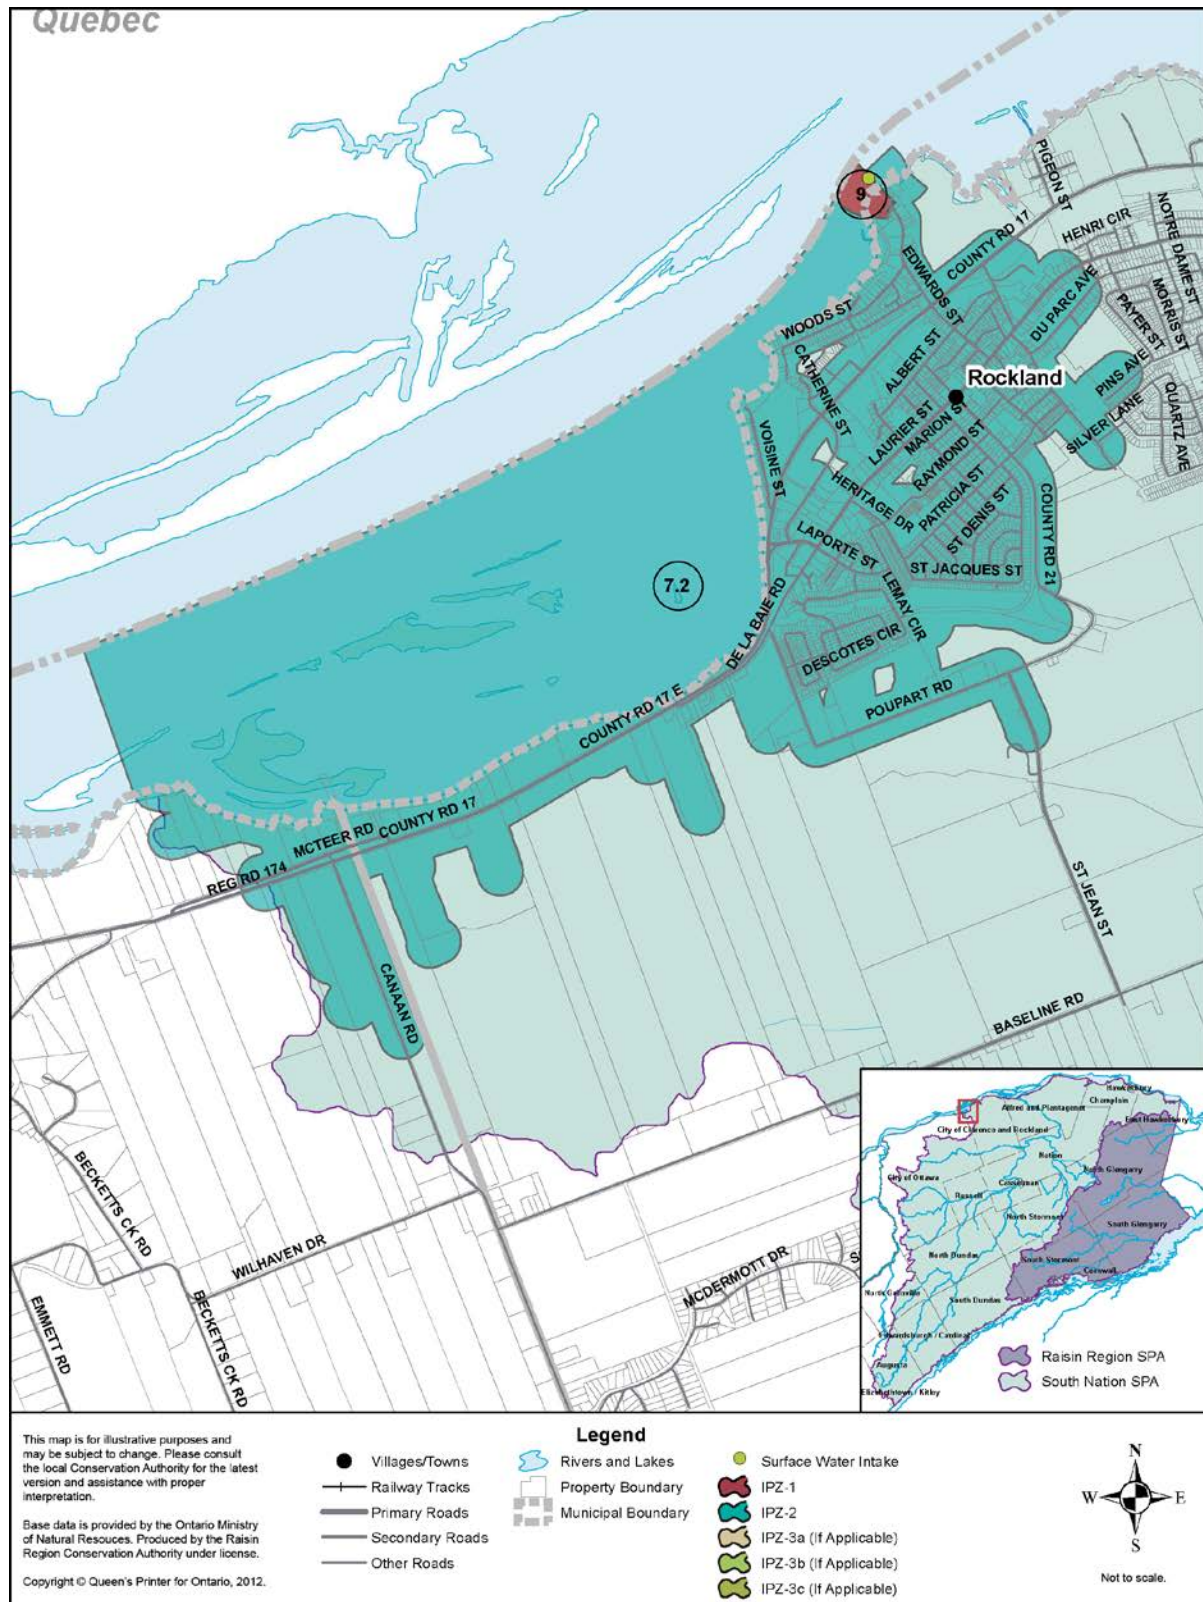 Quebec
9
PIGEON ST
COUNTY RD 17
HENRI CIR
NOTRE DAME ST
EDWARDS ST
MORRIS ST
DU PARC AVE
PAYER ST
WOODS ST
ALBERT ST
CATHERINE ST
Rockland
PINS AVE
QUARTZ AVE
SILVER LANE
LAURIER ST
MARION ST
VOISINE ST
RAYMOND ST
HERITAGE DR
PATRICIA ST
ST DENIS ST
COUNTY RD 21
LAPORTE ST
ST JACQUES ST
7.2
LEMAY CIR
DE LA BAIE RD
DESCOTES CIR
POUPART RD
COUNTY RD 17 E
COUNTY RD 17
MCTEER RD
REG RD 174
ST JEAN ST
CANAAN RD
BASELINE RD
BECKETTS CK RD
WILHAVEN DR
MCDERMOTT DR
S
EMMETT RD
BECKETTS CK RD
Hawkesbury
Champlain
Alfred and Plantagenet
East Hawkesbury
City of Clarence and Rockland
Nation
North Glengarry
City of Ottawa
Casselman
Russell
North Stormont
South Glengarry
North Dundas
South Stormont
Cornwall
North Grenville
South Dundas
Edwardsburgh / Cardinal
Augusta
Elizabethtown / Kitley
Raisin Region SPA
South Nation SPA
This map is for illustrative purposes and
may be subject to change. Please consult
the local Conservation Authority for the latest
version and assistance with proper
interpretation.
Base data is provided by the Ontario Ministry
of Natural Resouces. Produced by the Raisin
Region Conservation Authority under license.
Copyright © Queen's Printer for Ontario, 2012.
Legend
Villages/Towns
Railway Tracks
Primary Roads
Secondary Roads
Other Roads
Rivers and Lakes
Property Boundary
Municipal Boundary
Surface Water Intake
IPZ-1
IPZ-2
IPZ-3a (If Applicable)
IPZ-3b (If Applicable)
IPZ-3c (If Applicable)
N
W
E
S
Not to scale.